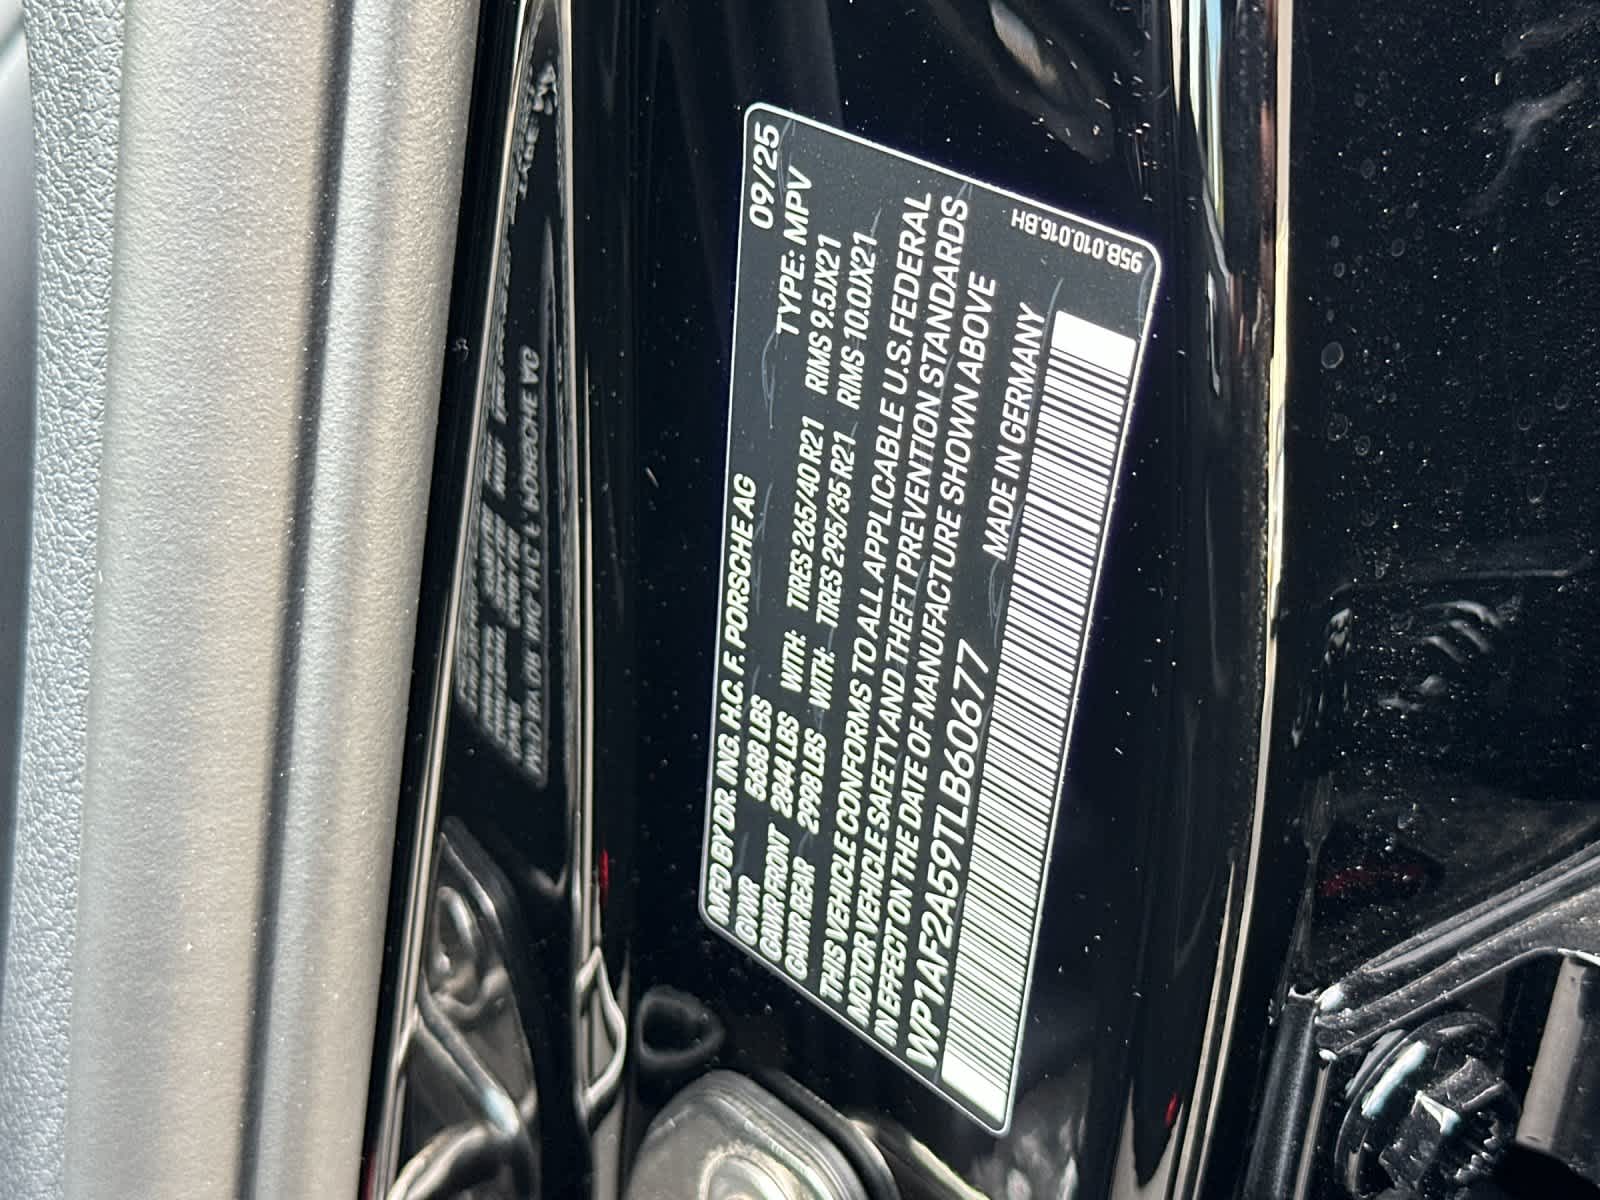 MFD BY DR. ING. H.C. F. PORSCHE AG 09/25
GVWR 5688 LBS TYPE: MPV
GAWR FRONT 2844 LBS WITH: TIRES 265/40 R21 RIMS 9.5JX21
GAWR REAR 2998 LBS WITH: TIRES 295/35 R21 RIMS 10.0JX21
THIS VEHICLE CONFORMS TO ALL APPLICABLE U.S. FEDERAL
MOTOR VEHICLE SAFETY AND THEFT PREVENTION STANDARDS
IN EFFECT ON THE DATE OF MANUFACTURE SHOWN ABOVE
WP1AF2A59TLB60677 MADE IN GERMANY
95B.010.016.BH